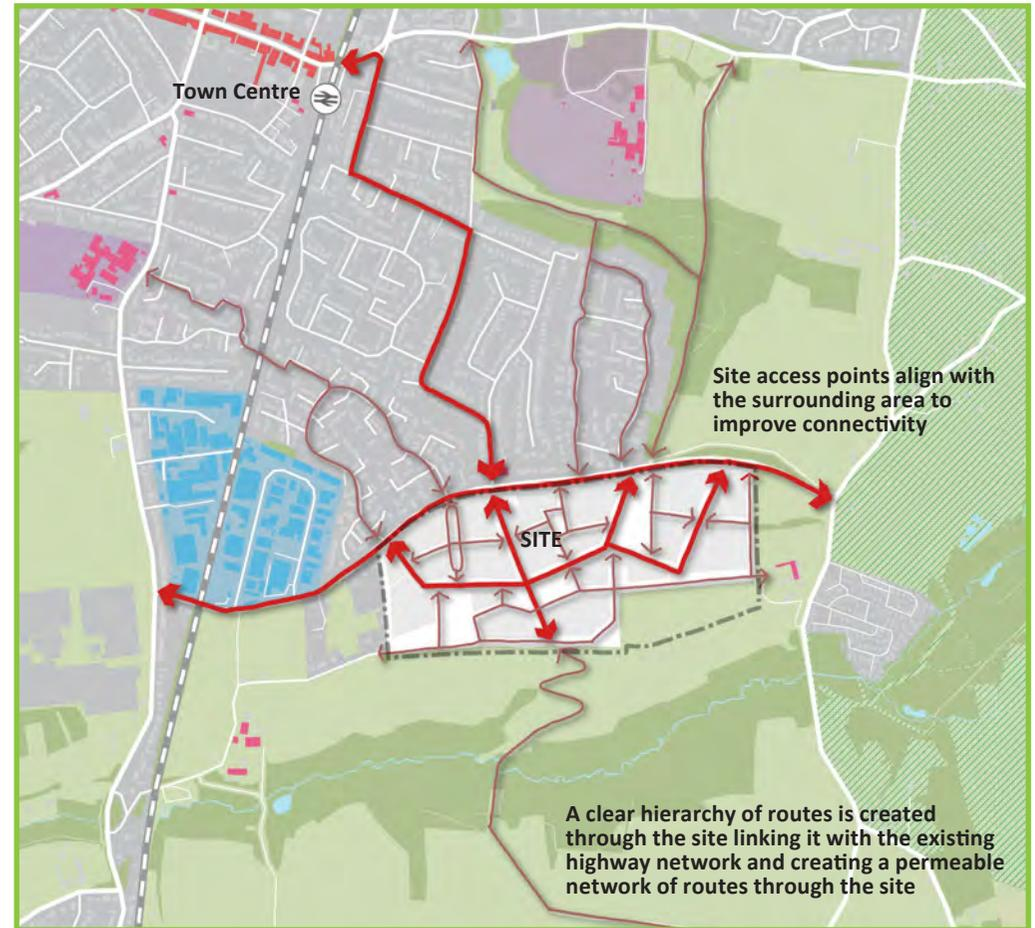 Town Centre
Site access points align with
the surrounding area to
improve connectivity
SITE
A clear hierarchy of routes is created
through the site linking it with the existing
highway network and creating a permeable
network of routes through the site